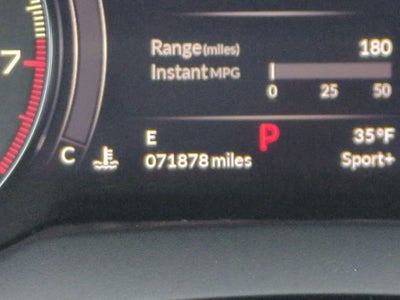 7
Range (miles) 180
Instant MPG
0 25 50
E P 35°F
C 071878 miles Sport+